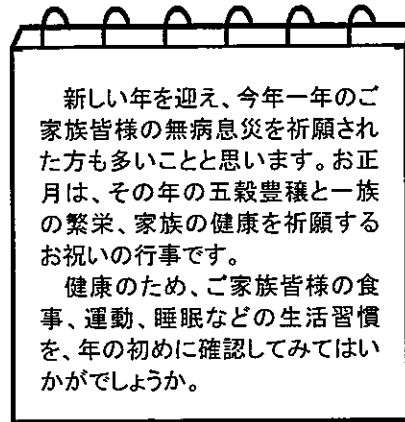 新しい年を迎え、今年一年のご
家族皆様の無病息災を祈願され
た方も多いことと思います。お正
月は、その年の五穀豊穣と一族
の繁栄、家族の健康を祈願する
お祝いの行事です。
　健康のため、ご家族皆様の食
事、運動、睡眠などの生活習慣
を、年の初めに確認してみてはい
かがでしょうか。